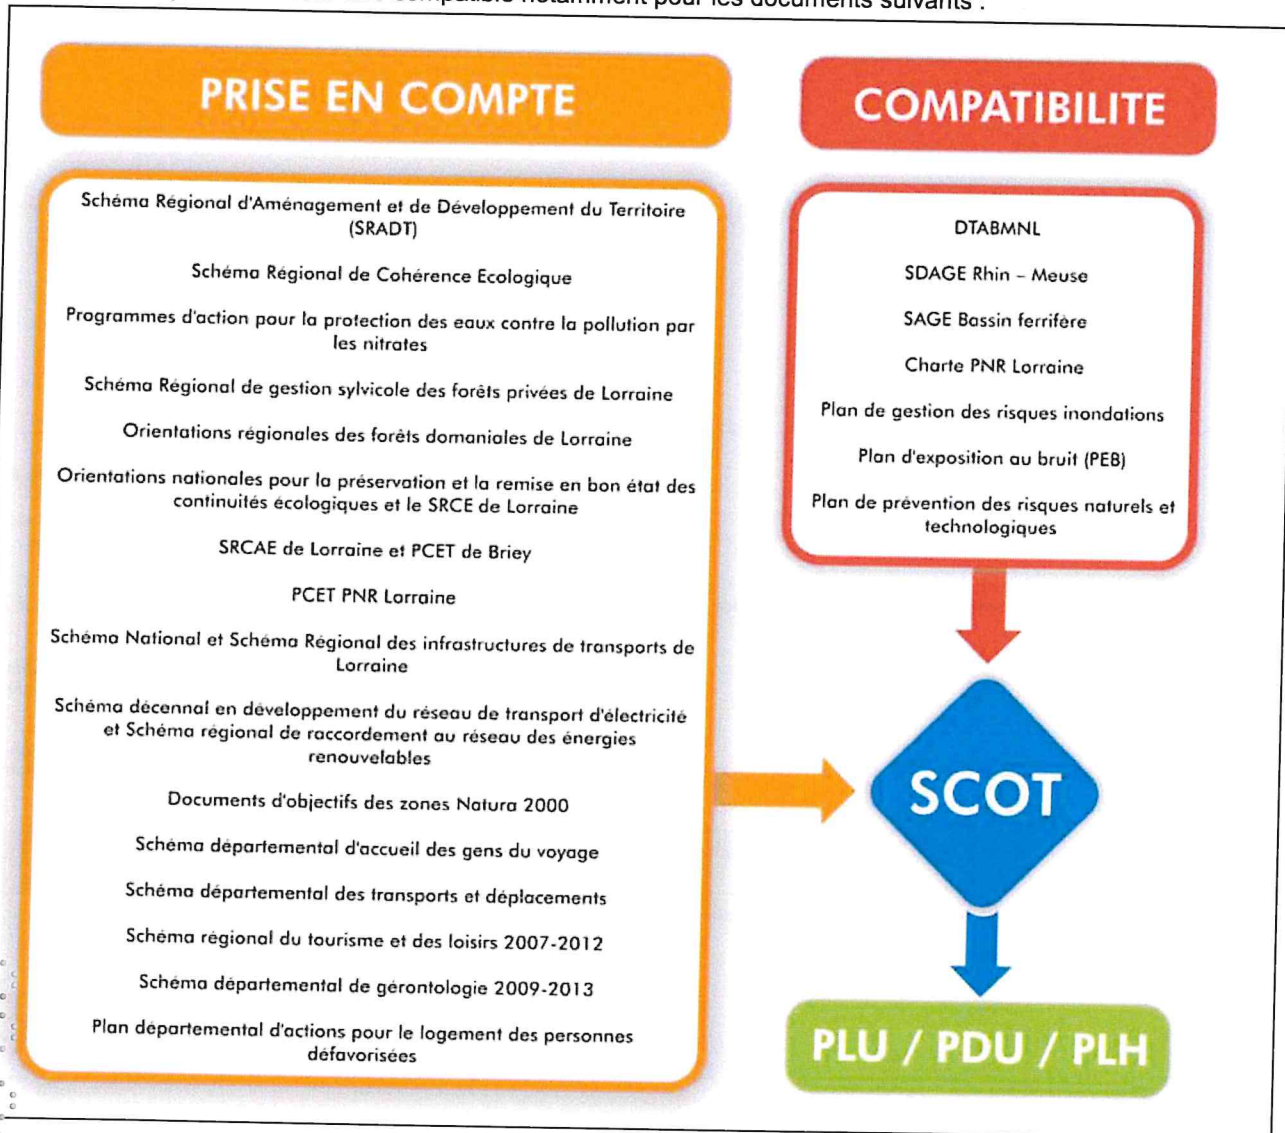 compatible notamment pour les documents suivants :
PRISE EN COMPTE
Schéma Régional d'Aménagement et de Développement du Territoire
(SRADT)
Schéma Régional de Cohérence Ecologique
Programmes d'action pour la protection des eaux contre la pollution par
les nitrates
Schéma Régional de gestion sylvicole des forêts privées de Lorraine
Orientations régionales des forêts domaniales de Lorraine
Orientations nationales pour la préservation et la remise en bon état des
continuités écologiques et le SRCE de Lorraine
SRCAE de Lorraine et PCET de Briey
PCET PNR Lorraine
Schéma National et Schéma Régional des infrastructures de transports de
Lorraine
Schéma décennal en développement du réseau de transport d'électricité
et Schéma régional de raccordement au réseau des énergies
renouvelables
Documents d'objectifs des zones Natura 2000
Schéma départemental d'accueil des gens du voyage
Schéma départemental des transports et déplacements
Schéma régional du tourisme et des loisirs 2007-2012
Schéma départemental de gérontologie 2009-2013
Plan départemental d'actions pour le logement des personnes
défavorisées
COMPATIBILITE
DTABMNL
SDAGE Rhin – Meuse
SAGE Bassin ferrifère
Charte PNR Lorraine
Plan de gestion des risques inondations
Plan d'exposition au bruit (PEB)
Plan de prévention des risques naturels et
technologiques
SCOT
PLU / PDU / PLH